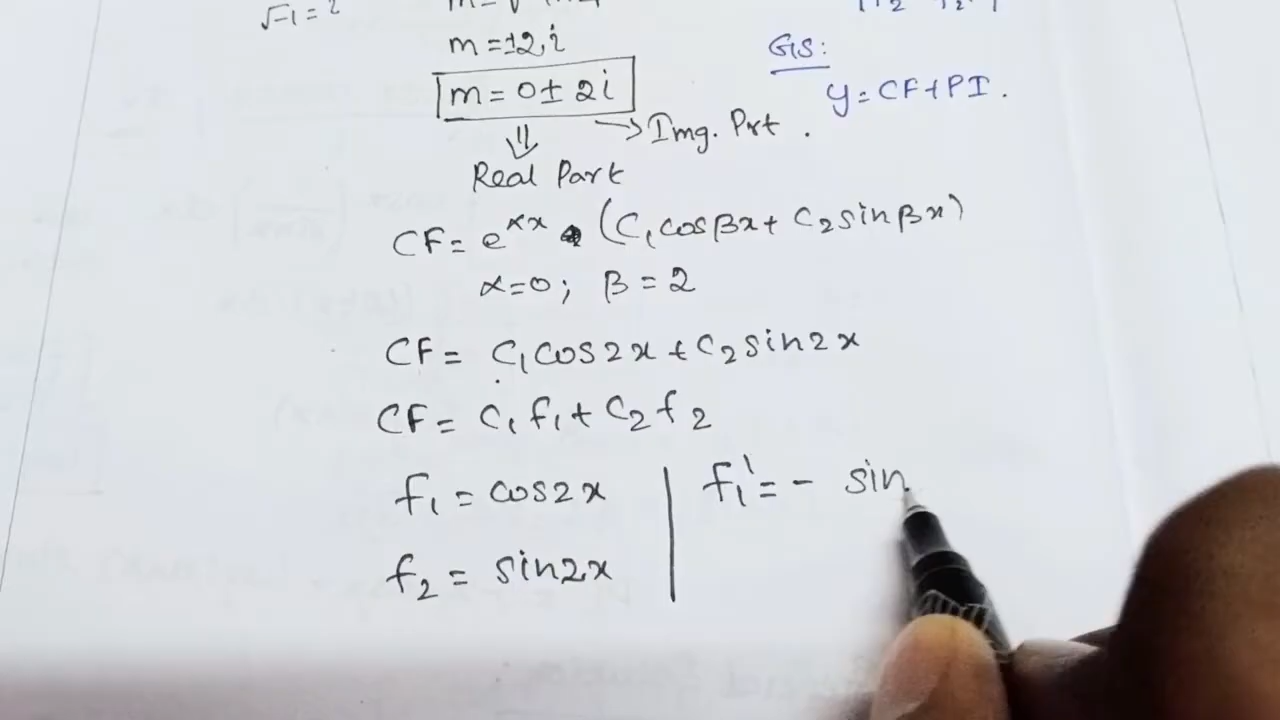 √-1 = i
m = ±2i
m = 0 ± 2i
→ Img. Prt .
⇓
Real Part
GS:
y = CF + PI .
CF = e^αx (C₁cosβx + C₂sinβx)
α=0 ; β = 2
CF = C₁cos2x + C₂sin2x
CF = C₁f₁ + C₂f₂
f₁ = cos2x
f₂ = sin2x
f₁' = - sin